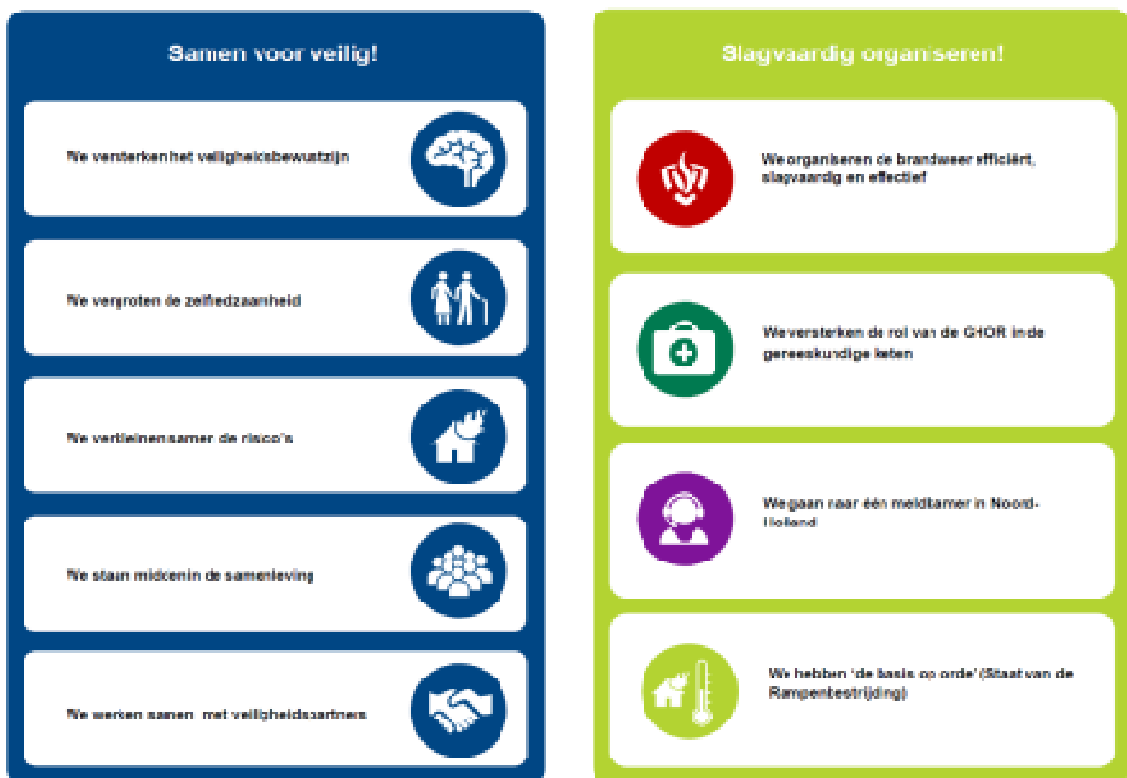 Samen voor veilig!
We versterken het veiligheidsbewustzijn
We vergroten de zelfredzaamheid
We verkleinen samen de risco's
We staan midden in de samenleving
We werken samen met veiligheidspartners
Slagvaardig organiseren!
We organiseren de brandweer efficiënt,
slagvaardig en effectief
We versterken de rol van de GHOR in de
geneeskundige keten
We gaan naar één meldkamer in Noord-
Holland
We hebben 'de basis op orde' (Staat van de
Rampenbestrijding)